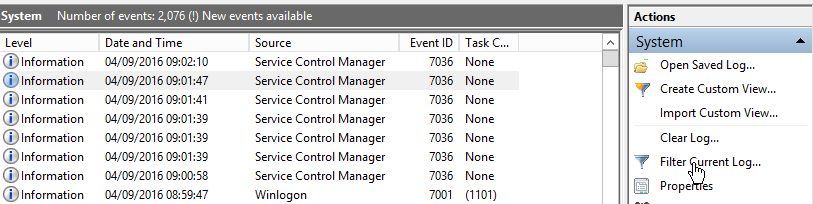 System Number of events: 2,076 (!) New events available
Level Date and Time Source Event ID Task C...
Information 04/09/2016 09:02:10 Service Control Manager 7036 None
Information 04/09/2016 09:01:47 Service Control Manager 7036 None
Information 04/09/2016 09:01:41 Service Control Manager 7036 None
Information 04/09/2016 09:01:39 Service Control Manager 7036 None
Information 04/09/2016 09:01:39 Service Control Manager 7036 None
Information 04/09/2016 09:01:39 Service Control Manager 7036 None
Information 04/09/2016 09:00:58 Service Control Manager 7036 None
Information 04/09/2016 08:59:47 Winlogon 7001 (1101)
Actions
System
Open Saved Log...
Create Custom View...
Import Custom View...
Clear Log...
Filter Current Log...
Properties